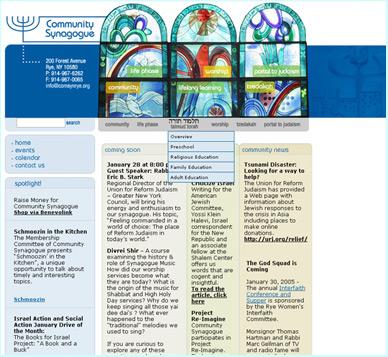 Community
Synagogue
200 Forest Avenue
Rye, NY 10580
P: 914-967-6262
F: 914-967-0065
info@comsynrye.org
life phase
worship
portal to judaism
community
lifelong learning
tzedakah
search
community
life phase
תלמוד תורה
talmud torah
worship
tzedakah
portal to judaism
Overview
Preschool
Religious Education
Family Education
Adult Education
· home
· events
· calendar
· contact us
spotlight!
Raise Money for
Community Synagogue
Shop via Benevolink
Schmoozin in the Kitchen
The Membership
Committee of Community
Synagogue presents
"Schmoozin' in the
Kitchen", a unique
opportunity to talk about
timely and interesting
topics.
Schmoozin
Israel Action and Social
Action January Drive of
the Month:
The Books for Israel
Project: "A Book and a
Buck"
coming soon
January 28 at 8:00 p
Guest Speaker: Rabbi
Eric B. Stark
Regional Director of the
Union for Reform Judaism
– Greater New York
Council, will bring his
energy and enthusiasm to
our synagogue. His topic,
"Feeling commanded in a
world of choice: The place
of Reform Judaism in
today's world."
Divrei Shir – A course
examining the history &
role of Synagogue Music
How did our worship
services become what
they are today? What is
the origin of the music for
Shabbat and High Holy
Days services? Why do we
keep singing all those yai
dee dai's? What ever
happened to the
"traditional" melodies we
used to sing?
If you are curious to
explore any of these
Choicze Israel
Writing for the
American
Jewish
Committee,
Yossi Klein
Halevi, Israel
correspondent
for the New
Republic and
an associate
fellow at the
Shalem Center
offers us
words that are
cogent and
insightful.
To read the
article, click
here
Project
Re-Imagine
Community
Synagogue
partcipates in
Project
Re-Imagine.
community news
Tsunami Disaster:
Looking for a way to
help?
The Union for Reform
Judaism has provided
a Web page with
information about
Jewish responses to
the crisis in Asia
including places to
make online
donations.
http://urj.org/relief/
The God Squad is
Coming
January 30, 2005 -
The annual Interfaith
Conference and
Supper is sponsored
by the Rye Women's
Interfaith Committee.
Monsignor Thomas
Hartman and Rabbi
Marc Gellman of TV
and radio fame will